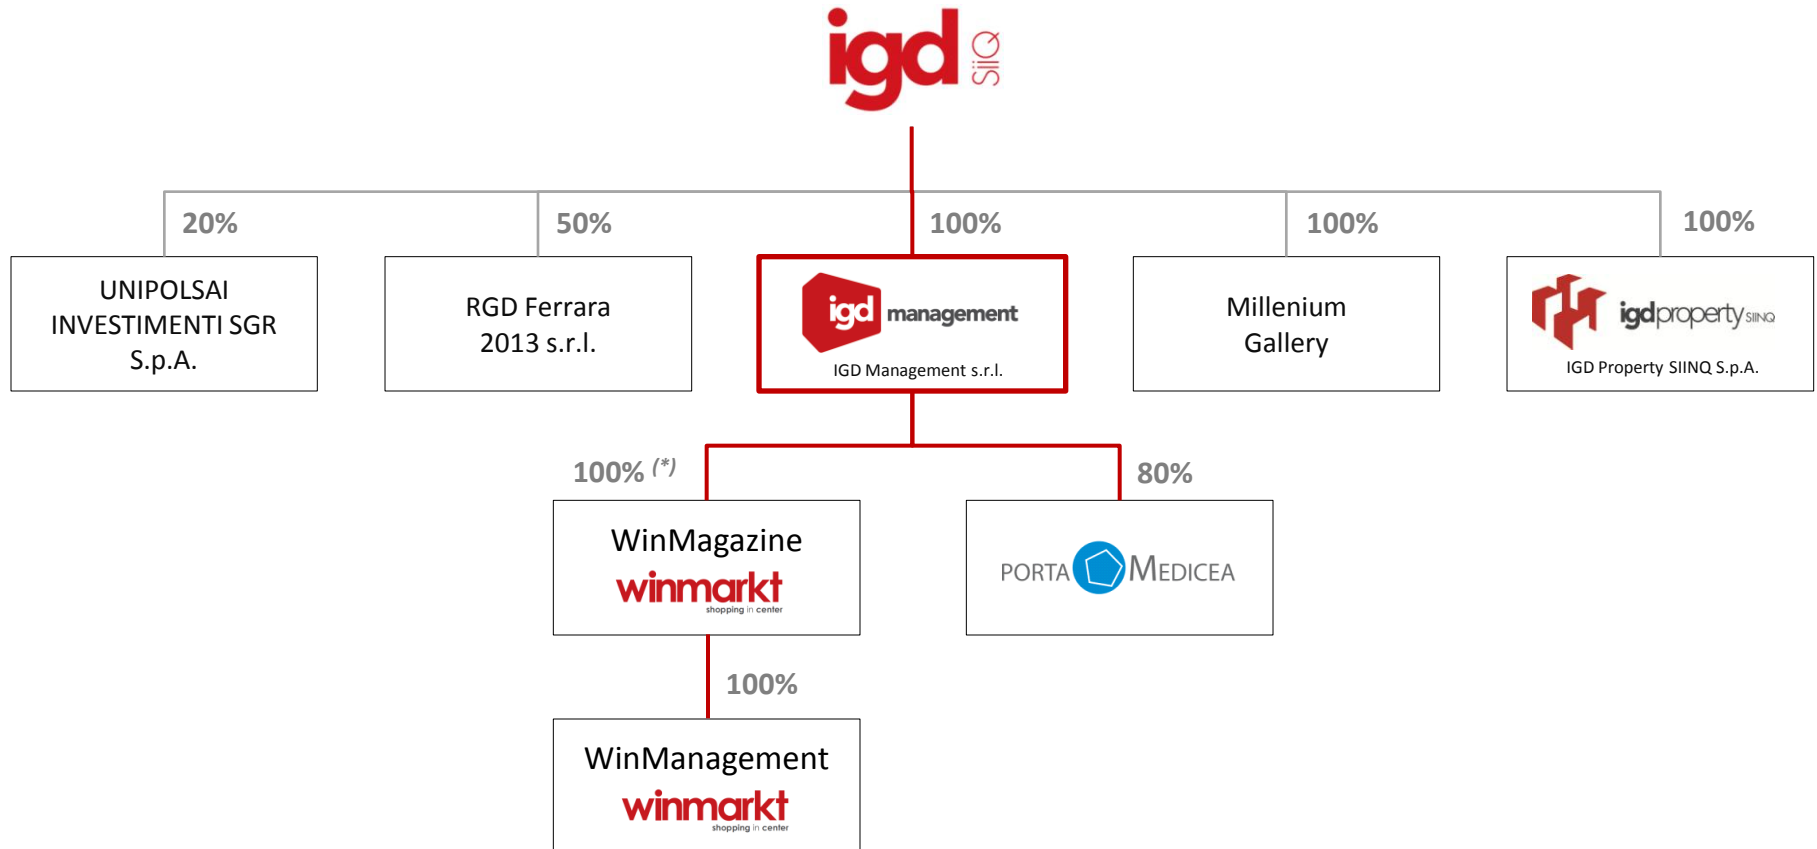 igd SIIQ
20%
50%
100%
100%
100%
UNIPOLSAI
INVESTIMENTI SGR
S.p.A.
RGD Ferrara
2013 s.r.l.
igd management
IGD Management s.r.l.
Millenium
Gallery
igdproperty SIINQ
IGD Property SIINQ S.p.A.
100% (*)
80%
WinMagazine
winmarkt
shopping in center
PORTA MEDICEA
100%
WinManagement
winmarkt
shopping in center